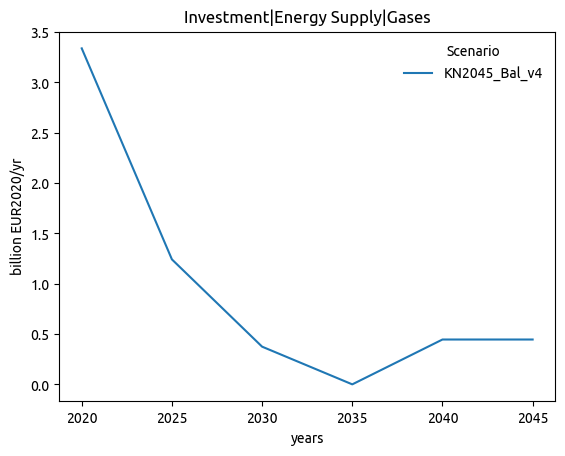 Investment|Energy Supply|Gases
Scenario
KN2045_Bal_v4
billion EUR2020/yr
3.5
3.0
2.5
2.0
1.5
1.0
0.5
0.0
2020 2025 2030 2035 2040 2045
years